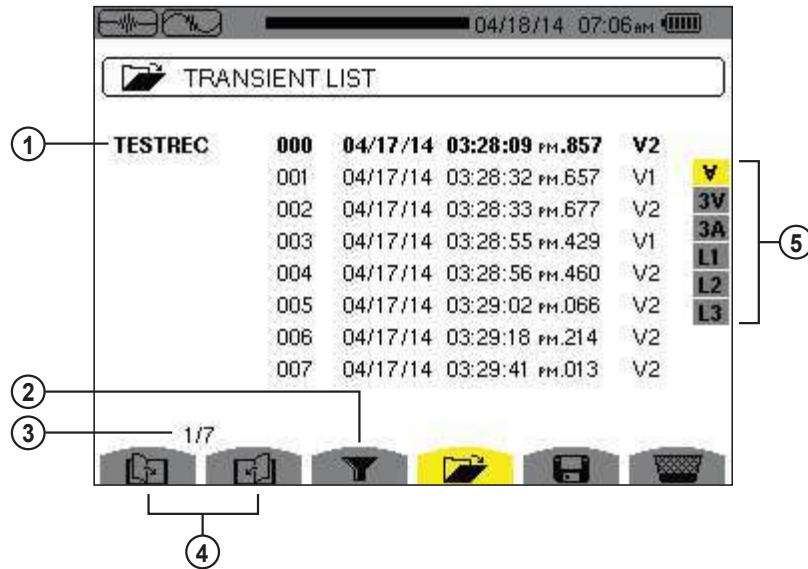 04/18/14 07:06AM
TRANSIENT LIST
1 TESTREC 000 04/17/14 03:28:09 PM.857 V2
001 04/17/14 03:28:32 PM.657 V1
002 04/17/14 03:28:33 PM.677 V2
003 04/17/14 03:28:55 PM.429 V1
004 04/17/14 03:28:56 PM.460 V2
005 04/17/14 03:29:02 PM.066 V2
006 04/17/14 03:29:18 PM.214 V2
007 04/17/14 03:29:41 PM.013 V2
∀
3V
3A
L1
L2
L3
5
2
3 1/7
4